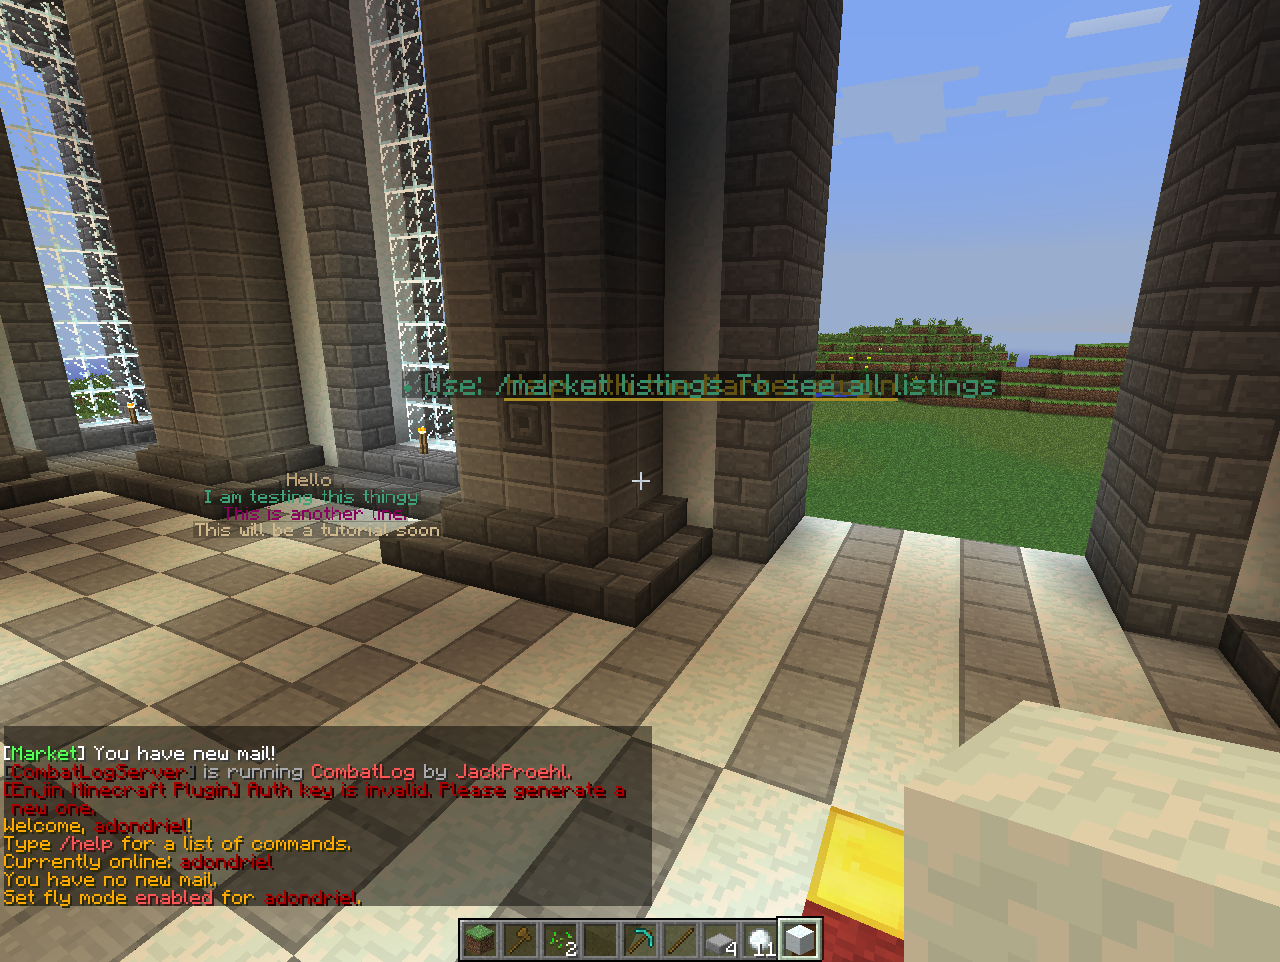 Use: /market listings To see all listings
Hello
I am testing this thingy
This is another line.
This will be a tutorial soon
[Market] You have new mail!
[CombatLogServer] is running CombatLog by JackProehl.
[Enjin Minecraft Plugin] Auth key is invalid. Please generate a
new one.
Welcome, adondriel!
Type /help for a list of commands.
Currently online: adondriel
You have no new mail.
Set fly mode enabled for adondriel.
2
4
11